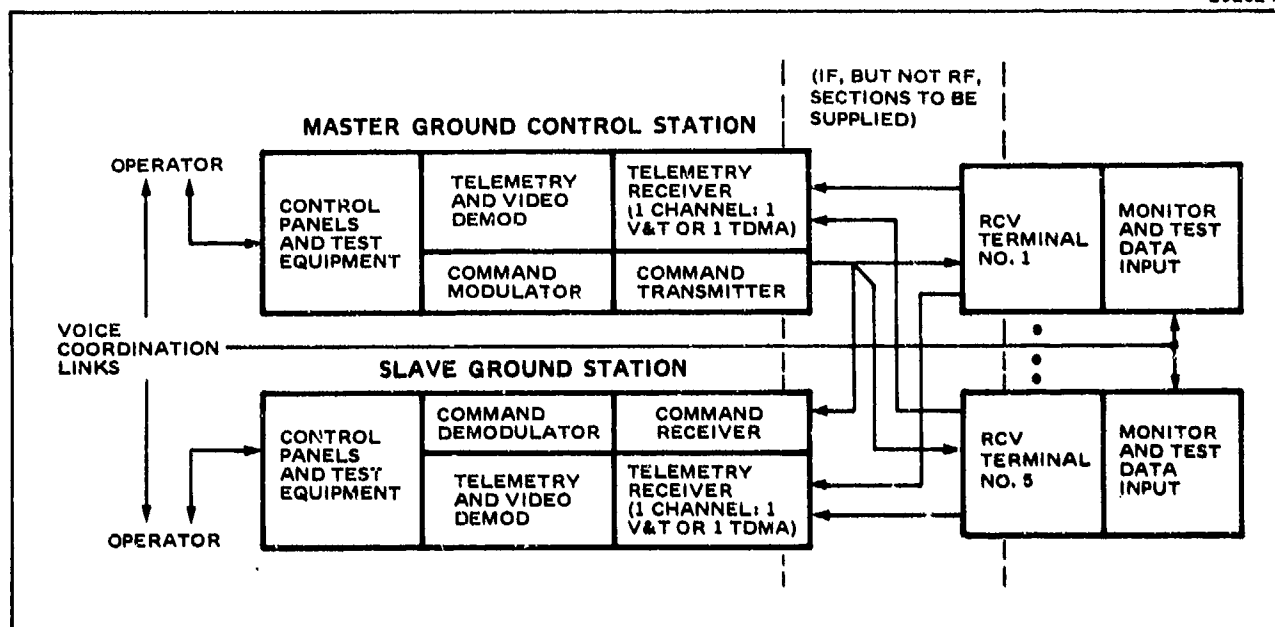 (IF, BUT NOT RF,
SECTIONS TO BE
SUPPLIED)
MASTER GROUND CONTROL STATION
OPERATOR
CONTROL
PANELS
AND TEST
EQUIPMENT
TELEMETRY
AND VIDEO
DEMOD
TELEMETRY
RECEIVER
(1 CHANNEL: 1
V&T OR 1 TDMA)
COMMAND
MODULATOR
COMMAND
TRANSMITTER
RCV
TERMINAL
NO. 1
MONITOR
AND TEST
DATA
INPUT
VOICE
COORDINATION
LINKS
SLAVE GROUND STATION
CONTROL
PANELS
AND TEST
EQUIPMENT
COMMAND
DEMODULATOR
COMMAND
RECEIVER
TELEMETRY
AND VIDEO
DEMOD
TELEMETRY
RECEIVER
(1 CHANNEL: 1
V&T OR 1 TDMA)
RCV
TERMINAL
NO. 5
MONITOR
AND TEST
DATA
INPUT
OPERATOR